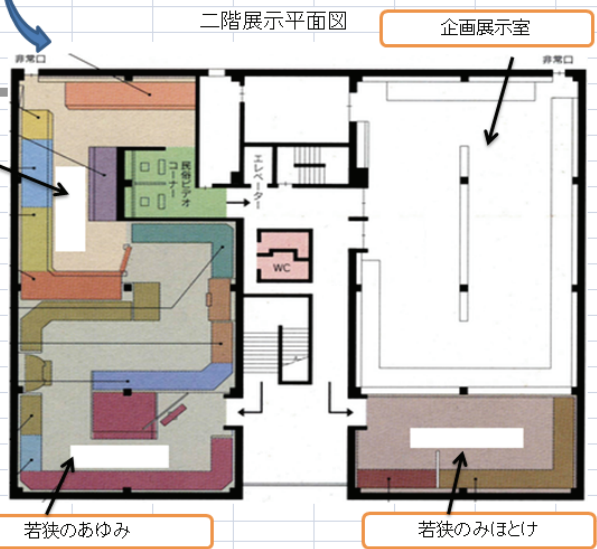 二階展示平面図
企画展示室
非常口
非常口
民俗ビデオ
コーナー
エレベーター
WC
若狭のあゆみ
若狭のみほとけ